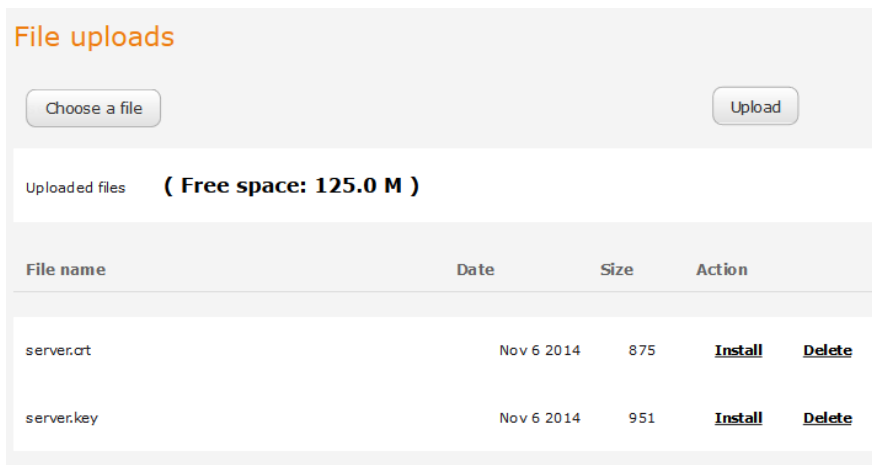 File uploads
Choose a file Upload
Uploaded files ( Free space: 125.0 M )
File name Date Size Action
server.crt Nov 6 2014 875 Install Delete
server.key Nov 6 2014 951 Install Delete